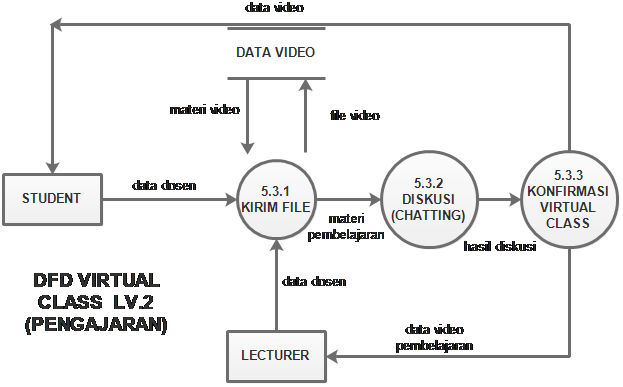 data video
DATA VIDEO
materi video
file video
STUDENT
data dosen
5.3.1
KIRIM FILE
materi
pembelajaran
5.3.2
DISKUSI
(CHATTING)
hasil diskusi
5.3.3
KONFIRMASI
VIRTUAL
CLASS
DFD VIRTUAL
CLASS LV.2
(PENGAJARAN)
data dosen
LECTURER
data video
pembelajaran